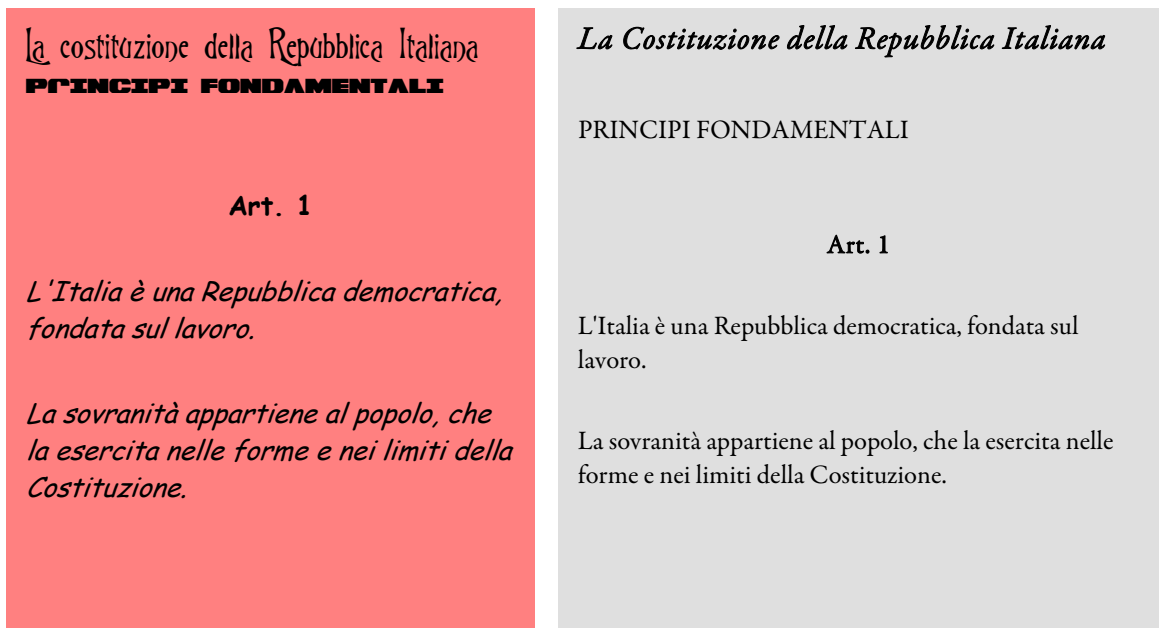 La costituzione della Repubblica Italiana
PRINCIPI FONDAMENTALI
Art. 1
L'Italia è una Repubblica democratica,
fondata sul lavoro.
La sovranità appartiene al popolo, che
la esercita nelle forme e nei limiti della
Costituzione.
La Costituzione della Repubblica Italiana
PRINCIPI FONDAMENTALI
Art. 1
L'Italia è una Repubblica democratica, fondata sul
lavoro.
La sovranità appartiene al popolo, che la esercita nelle
forme e nei limiti della Costituzione.